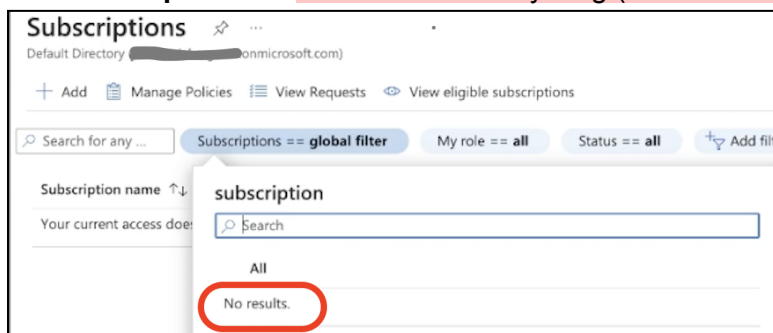 Subscriptions ...
Default Directory onmicrosoft.com)
+ Add Manage Policies View Requests View eligible subscriptions
Search for any ... Subscriptions == global filter My role == all Status == all Add filt
Subscription name ↑↓
Your current access does
subscription
Search
All
No results.